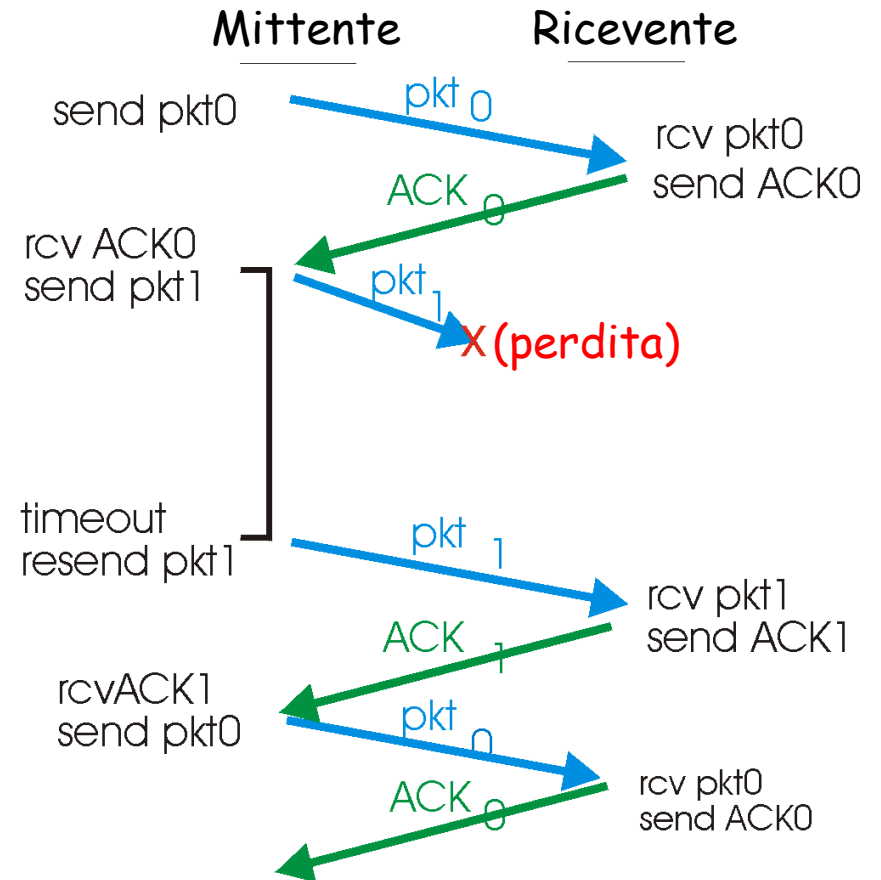 Mittente
Ricevente
send pkt0
pkt 0
rcv pkt0
send ACK0
ACK 0
rcv ACK0
send pkt1
pkt 1
X (perdita)
timeout
resend pkt1
pkt 1
rcv pkt1
send ACK1
ACK 1
rcvACK1
send pkt0
pkt 0
rcv pkt0
send ACK0
ACK 0